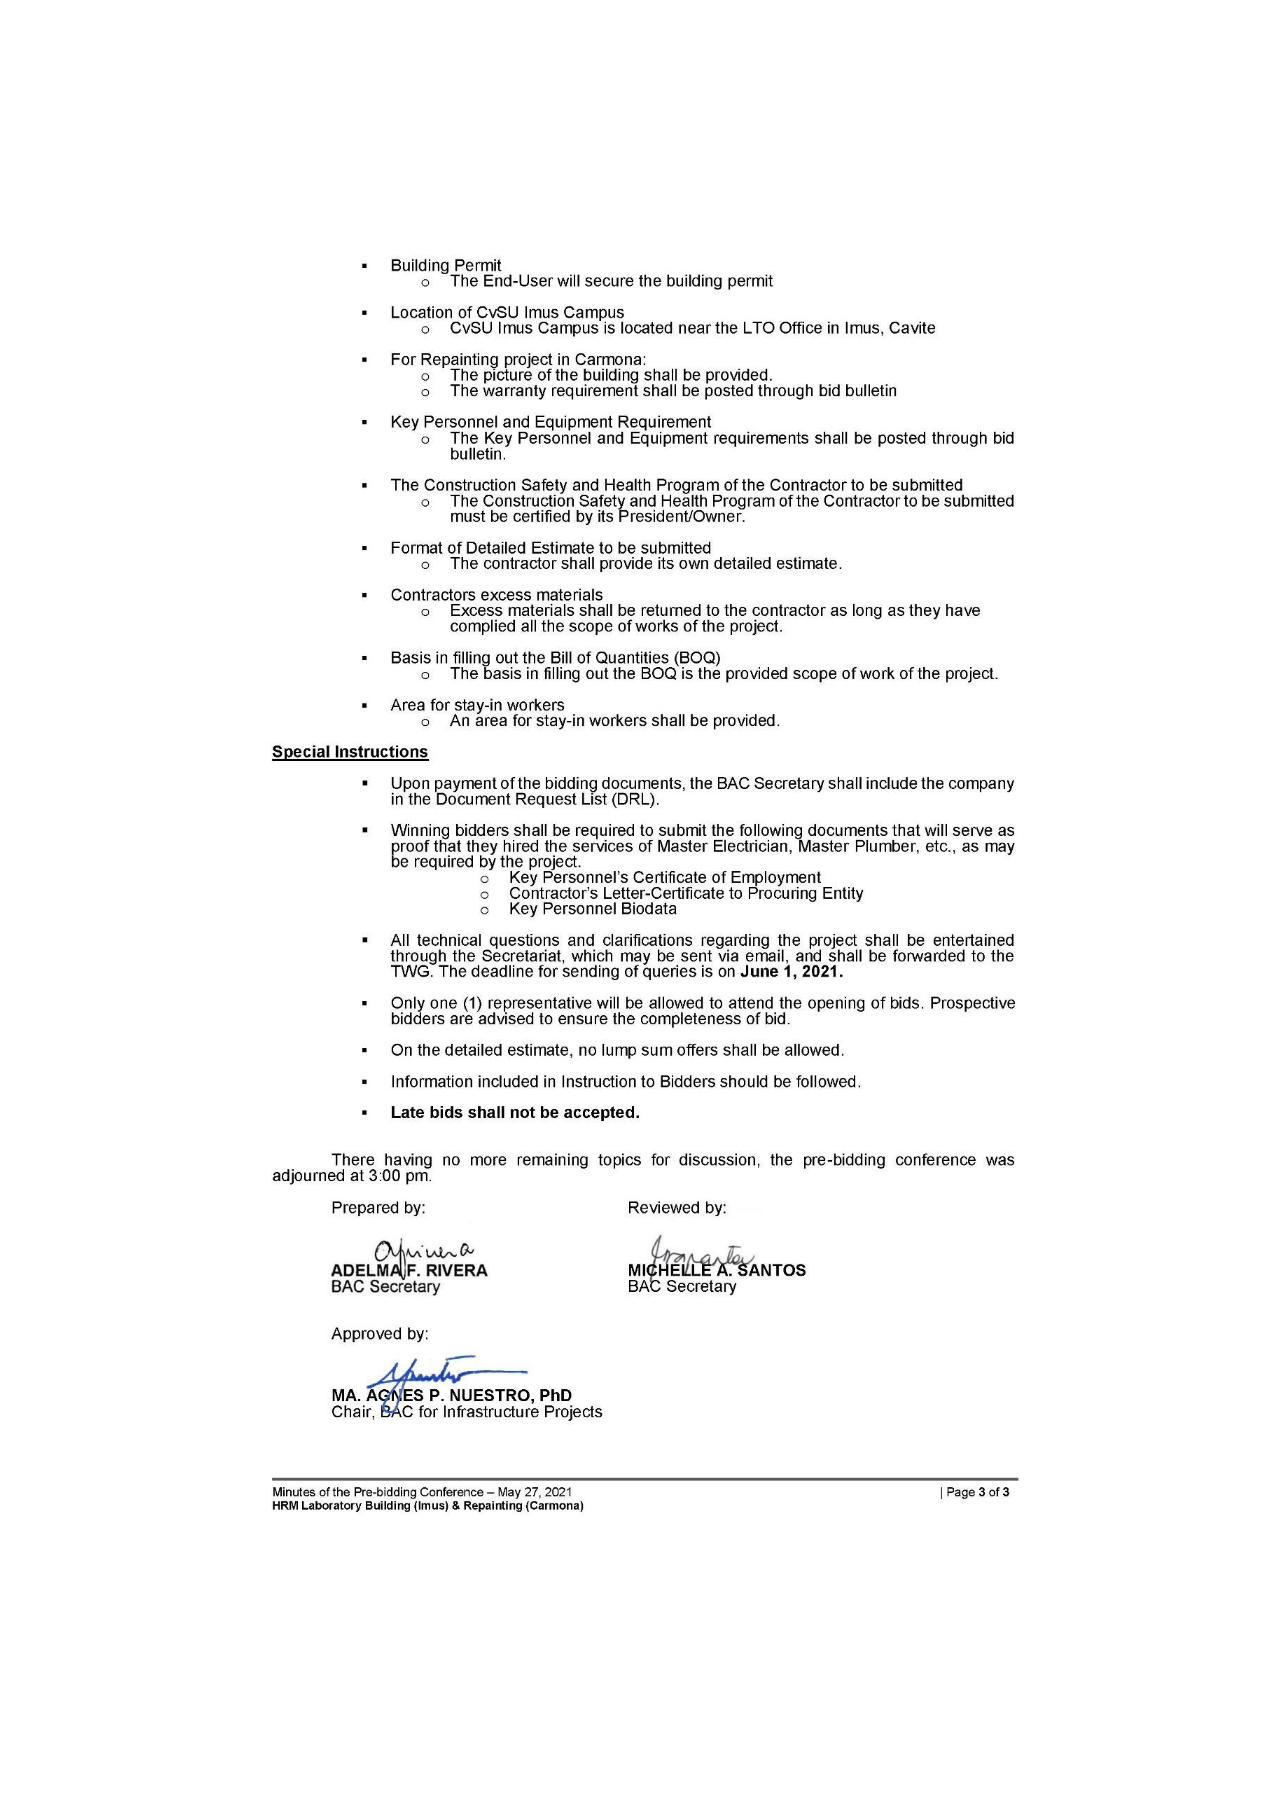 ▪ Building Permit
o The End-User will secure the building permit
▪ Location of CvSU Imus Campus
o CvSU Imus Campus is located near the LTO Office in Imus, Cavite
▪ For Repainting project in Carmona:
o The picture of the building shall be provided.
o The warranty requirement shall be posted through bid bulletin
▪ Key Personnel and Equipment Requirement
o The Key Personnel and Equipment requirements shall be posted through bid
bulletin.
▪ The Construction Safety and Health Program of the Contractor to be submitted
o The Construction Safety and Health Program of the Contractor to be submitted
must be certified by its President/Owner.
▪ Format of Detailed Estimate to be submitted
o The contractor shall provide its own detailed estimate.
▪ Contractors excess materials
o Excess materials shall be returned to the contractor as long as they have
complied all the scope of works of the project.
▪ Basis in filling out the Bill of Quantities (BOQ)
o The basis in filling out the BOQ is the provided scope of work of the project.
▪ Area for stay-in workers
o An area for stay-in workers shall be provided.
Special Instructions
▪ Upon payment of the bidding documents, the BAC Secretary shall include the company
in the Document Request List (DRL).
▪ Winning bidders shall be required to submit the following documents that will serve as
proof that they hired the services of Master Electrician, Master Plumber, etc., as may
be required by the project.
o Key Personnel's Certificate of Employment
o Contractor's Letter-Certificate to Procuring Entity
o Key Personnel Biodata
▪ All technical questions and clarifications regarding the project shall be entertained
through the Secretariat, which may be sent via email, and shall be forwarded to the
TWG. The deadline for sending of queries is on June 1, 2021.
▪ Only one (1) representative will be allowed to attend the opening of bids. Prospective
bidders are advised to ensure the completeness of bid.
▪ On the detailed estimate, no lump sum offers shall be allowed.
▪ Information included in Instruction to Bidders should be followed.
▪ Late bids shall not be accepted.
There having no more remaining topics for discussion, the pre-bidding conference was
adjourned at 3:00 pm.
Prepared by: Reviewed by:
ADELMA F. RIVERA MICHELLE A. SANTOS
BAC Secretary BAC Secretary
Approved by:
MA. AGNES P. NUESTRO, PhD
Chair, BAC for Infrastructure Projects
Minutes of the Pre-bidding Conference – May 27, 2021 | Page 3 of 3
HRM Laboratory Building (Imus) & Repainting (Carmona)